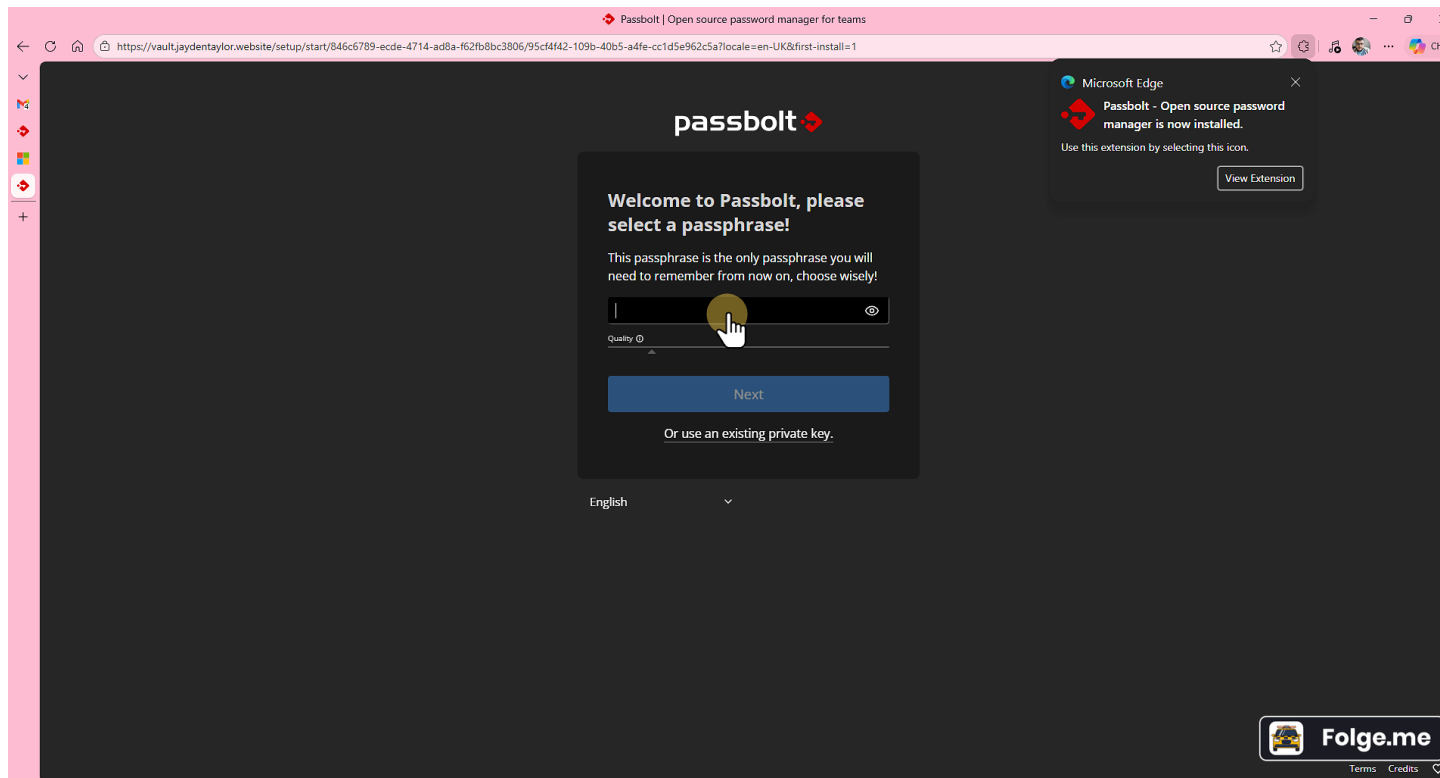 Passbolt | Open source password manager for teams
https://vault.jaydentaylor.website/setup/start/846c6789-ecde-4714-ad8a-f62fb8bc3806/95cf4f42-109b-40b5-a4fe-cc1d5e962c5a?locale=en-UK&first-install=1
Microsoft Edge
Passbolt - Open source password
manager is now installed.
Use this extension by selecting this icon.
View Extension
passbolt
Welcome to Passbolt, please
select a passphrase!
This passphrase is the only passphrase you will
need to remember from now on, choose wisely!
Quality
Next
Or use an existing private key.
English
Folge.me
Terms Credits